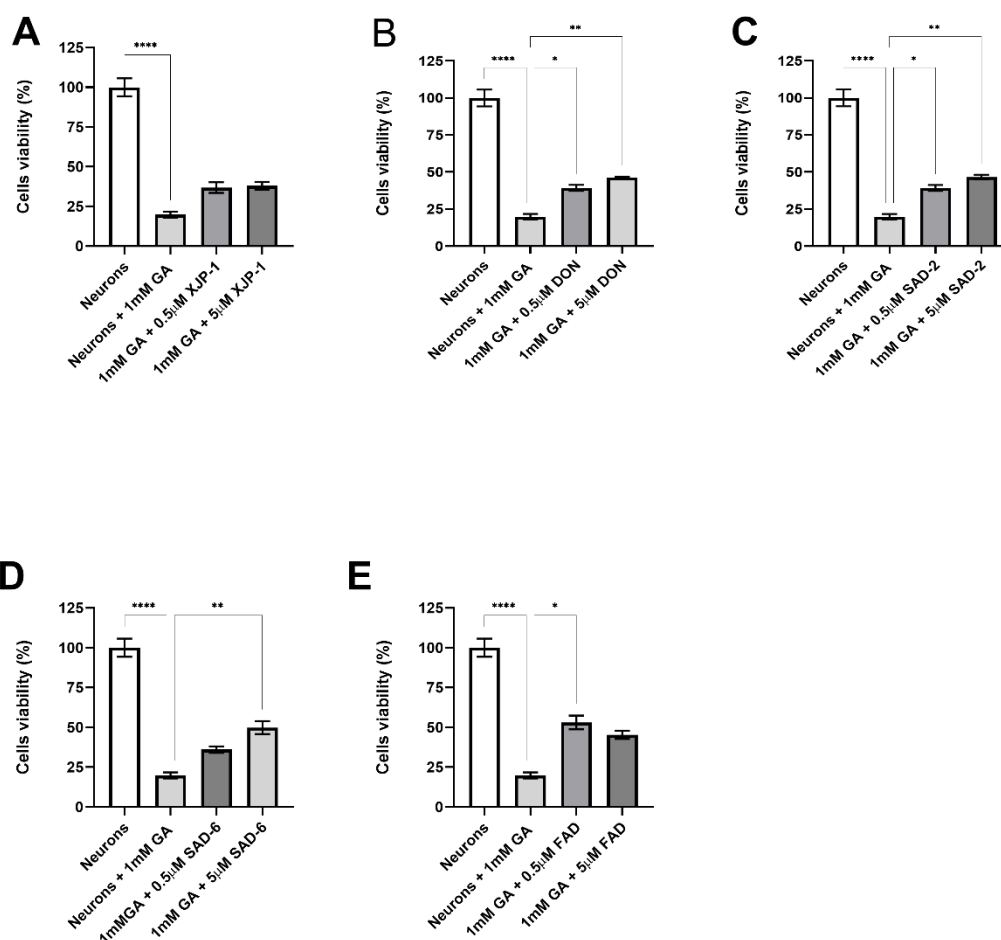 A
Cells viability (%)
125
100
75
50
25
0
****
Neurons
Neurons + 1mM GA
1mM GA + 0.5μM XJP-1
1mM GA + 5μM XJP-1
B
Cells viability (%)
125
100
75
50
25
0
**
****
*
Neurons
Neurons + 1mM GA
1mM GA + 0.5μM DON
1mM GA + 5μM DON
C
Cells viability (%)
125
100
75
50
25
0
**
****
*
Neurons
Neurons + 1mM GA
1mM GA + 0.5μM SAD-2
1mM GA + 5μM SAD-2
D
Cells viability (%)
125
100
75
50
25
0
****
**
Neurons
Neurons + 1mM GA
1mMGA + 0.5μM SAD-6
1mM GA + 5μM SAD-6
E
Cells viability (%)
125
100
75
50
25
0
****
*
Neurons
Neurons + 1mM GA
1mM GA + 0.5μM FAD
1mM GA + 5μM FAD